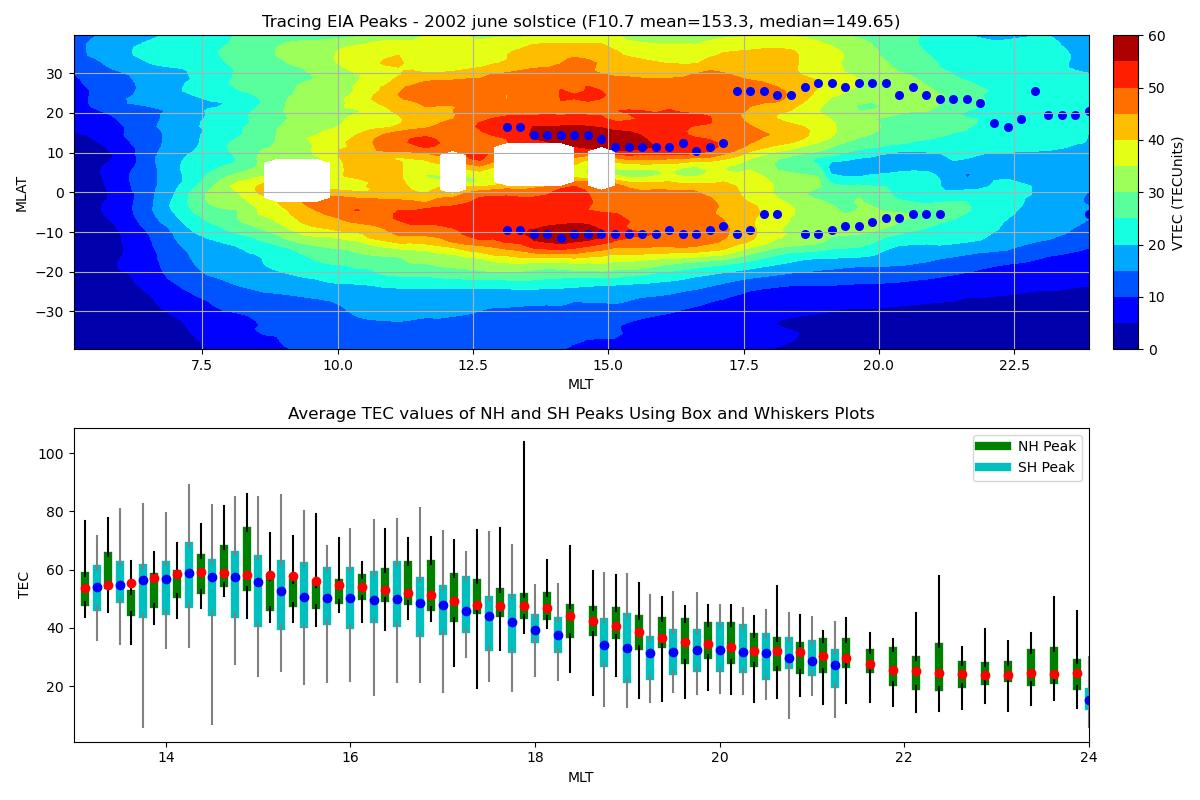 Tracing EIA Peaks - 2002 june solstice (F10.7 mean=153.3, median=149.65)
30
20
10
0
−10
−20
−30
MLAT
7.5 10.0 12.5 15.0 17.5 20.0 22.5
MLT
60
50
40
30
20
10
0
VTEC (TECUnits)
Average TEC values of NH and SH Peaks Using Box and Whiskers Plots
NH Peak
SH Peak
100
80
60
40
20
TEC
14 16 18 20 22 24
MLT